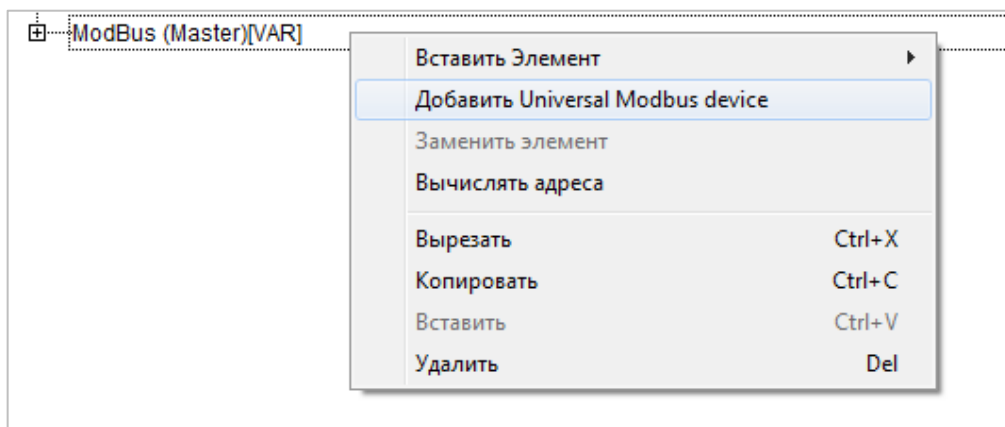 ModBus (Master)[VAR]
Вставить Элемент
Добавить Universal Modbus device
Заменить элемент
Вычислять адреса
Вырезать Ctrl+X
Копировать Ctrl+C
Вставить Ctrl+V
Удалить Del